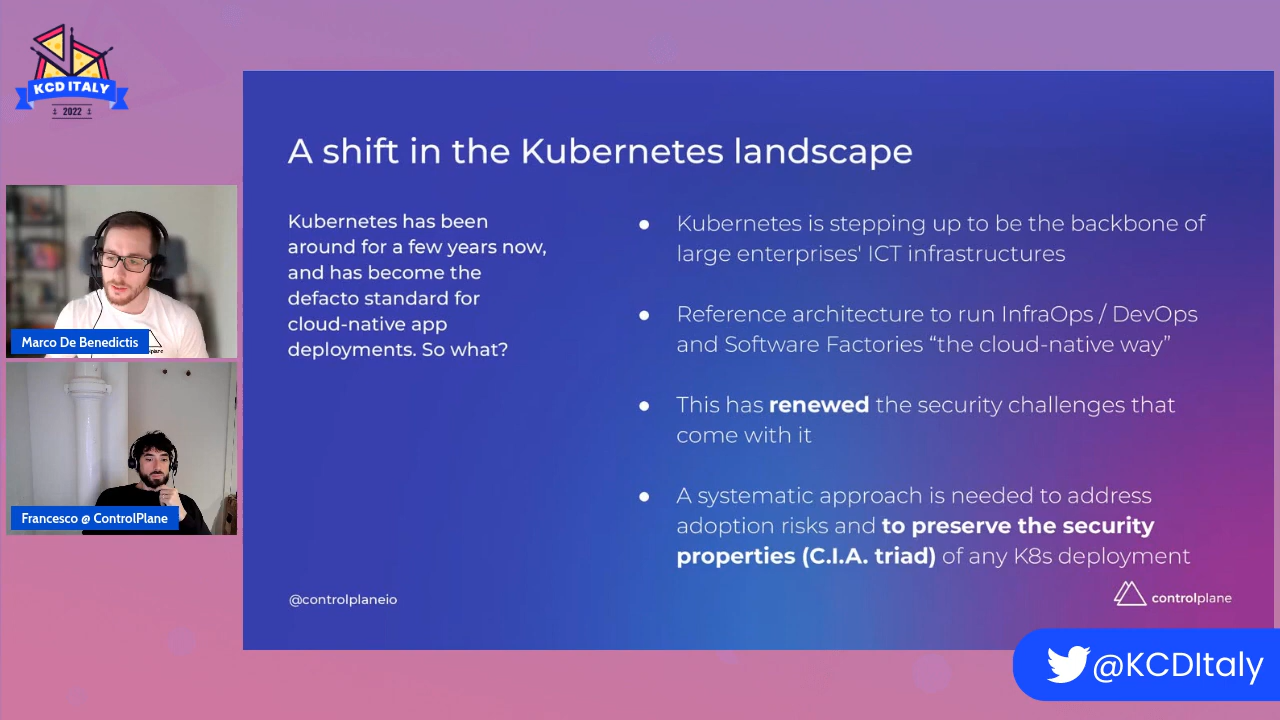 KCD ITALY
2022
A shift in the Kubernetes landscape
Kubernetes has been
around for a few years now,
and has become the
defacto standard for
cloud-native app
deployments. So what?
● Kubernetes is stepping up to be the backbone of
large enterprises' ICT infrastructures
● Reference architecture to run InfraOps / DevOps
and Software Factories “the cloud-native way”
● This has renewed the security challenges that
come with it
● A systematic approach is needed to address
adoption risks and to preserve the security
properties (C.I.A. triad) of any K8s deployment
@controlplaneio
controlplane
Marco De Benedictis
Francesco @ ControlPlane
@KCDItaly